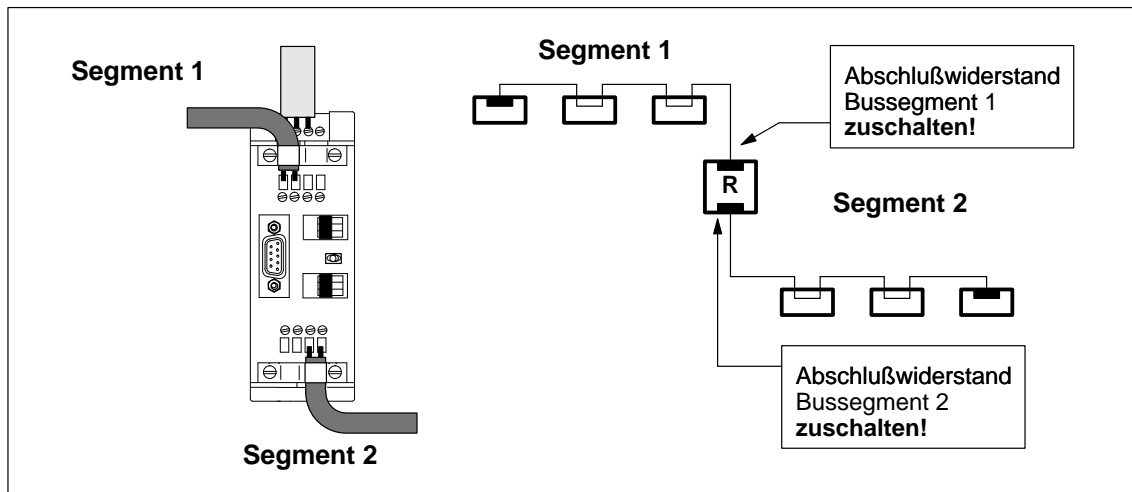 Segment 1
Segment 2
Segment 1
Abschlußwiderstand
Bussegment 1
zuschalten!
R
Segment 2
Abschlußwiderstand
Bussegment 2
zuschalten!